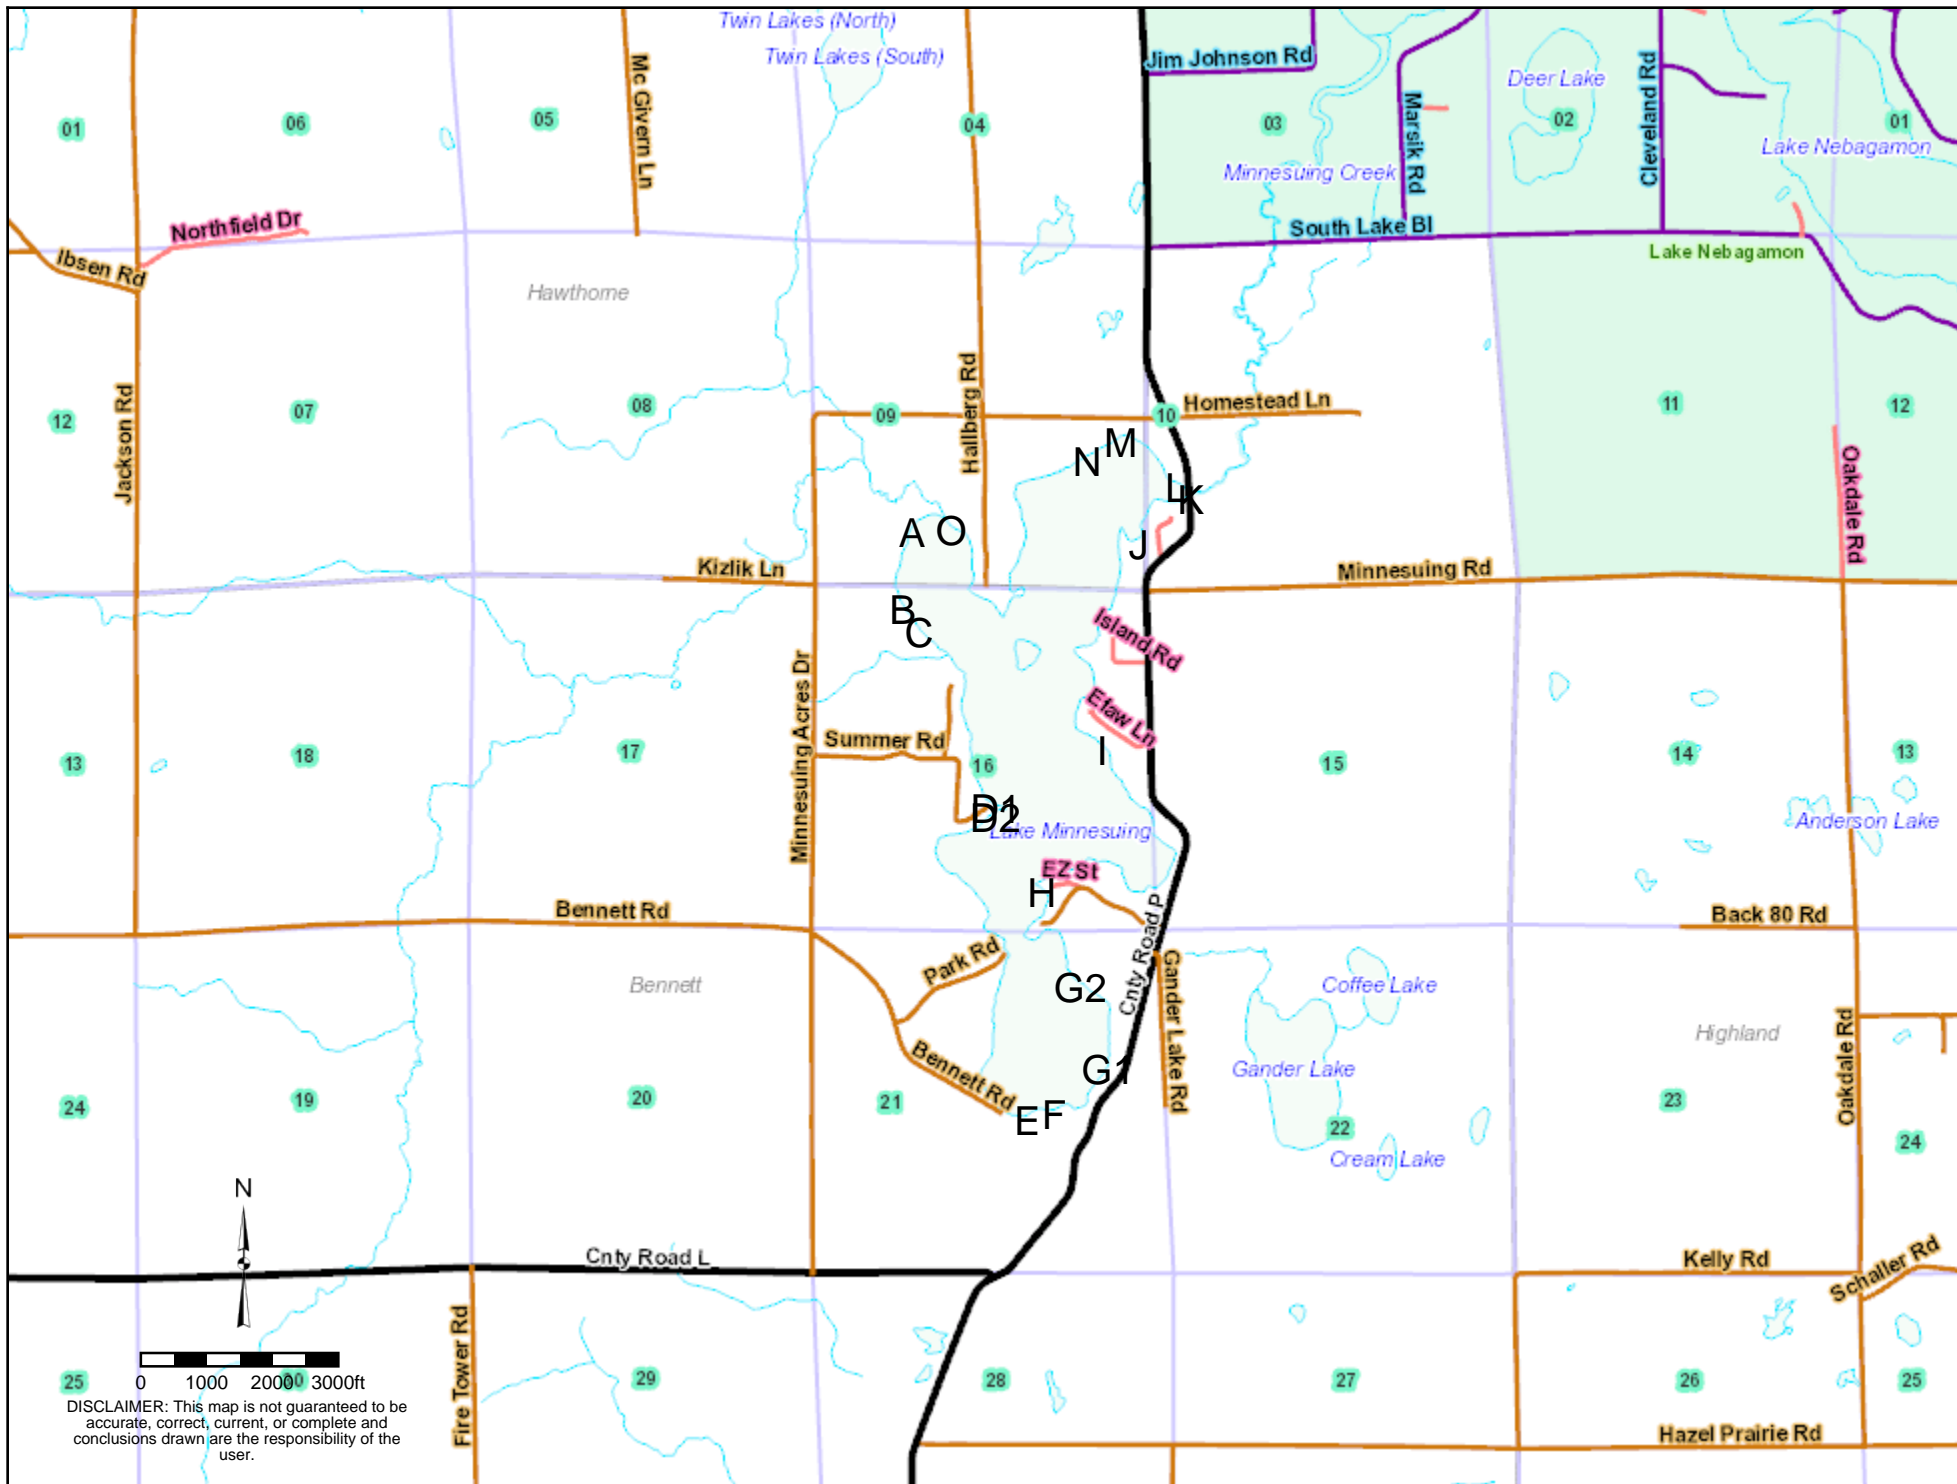 Twin Lakes (North)
Twin Lakes (South)
Jim Johnson Rd
Mc Givern Ln
Deer Lake
Cleveland Rd
Marsik Rd
01
06
05
04
03
02
01
Lake Nebagamon
Minnesuing Creek
Northfield Dr
South Lake Bl
Lake Nebagamon
Ibsen Rd
Hawthorne
Jackson Rd
Hallberg Rd
Homestead Ln
12
07
08
09
10
11
12
M
N
L
K
Oakdale Rd
A
O
J
Kizlik Ln
Minnesuing Rd
B
C
Island Rd
Minnesuing Acres Dr
Efaw Ln
Summer Rd
I
13
18
17
16
15
14
13
D1
D2
Lake Minnesuing
Anderson Lake
EZ St
H
Bennett Rd
Back 80 Rd
Cnty Road P
Park Rd
Gander Lake Rd
Bennett
G2
Coffee Lake
Highland
Oakdale Rd
Bennett Rd
G1
Gander Lake
24
19
20
21
E
F
22
23
24
Cream Lake
N
Cnty Road L
Kelly Rd
Schaller Rd
Fire Tower Rd
0 1000 2000 3000ft
25
30
29
28
27
26
25
DISCLAIMER: This map is not guaranteed to be
accurate, correct, current, or complete and
conclusions drawn are the responsibility of the
user.
Hazel Prairie Rd